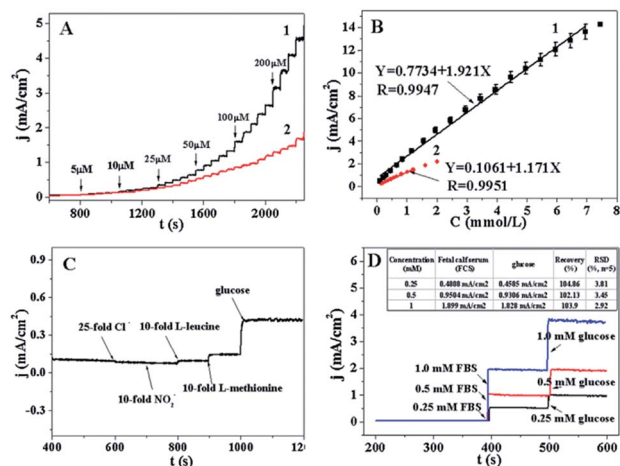 A
1
2
5μM
10μM
25μM
50μM
100μM
200μM
j (mA/cm²)
5
4
3
2
1
0
600 800 1200 1600 2000
t (s)
B
1
Y=0.7734+1.921X
R=0.9947
2
Y=0.1061+1.171X
R=0.9951
j (mA/cm²)
14
12
10
8
6
4
2
0
0 1 2 3 4 5 6 7 8
C (mmol/L)
C
glucose
25-fold Cl⁻
10-fold L-leucine
10-fold NO₂⁻
10-fold L-methionine
j (mA/cm²)
0.9
0.6
0.3
0.0
-0.3
400 600 800 1000 1200
t (s)
D
Concentration (mM) Fetal calf serum (FCS) glucose Recovery (%) RSD (%, n=5)
0.25 0.4808 mA/cm2 0.4585 mA/cm2 104.86 3.81
0.5 0.9504 mA/cm2 0.9306 mA/cm2 102.13 3.45
1 1.899 mA/cm2 1.828 mA/cm2 103.9 2.92
1.0 mM FBS
0.5 mM FBS
0.25 mM FBS
1.0 mM glucose
0.5 mM glucose
0.25 mM glucose
j (mA/cm²)
6
5
4
3
2
1
0
200 300 400 500 600
t (s)